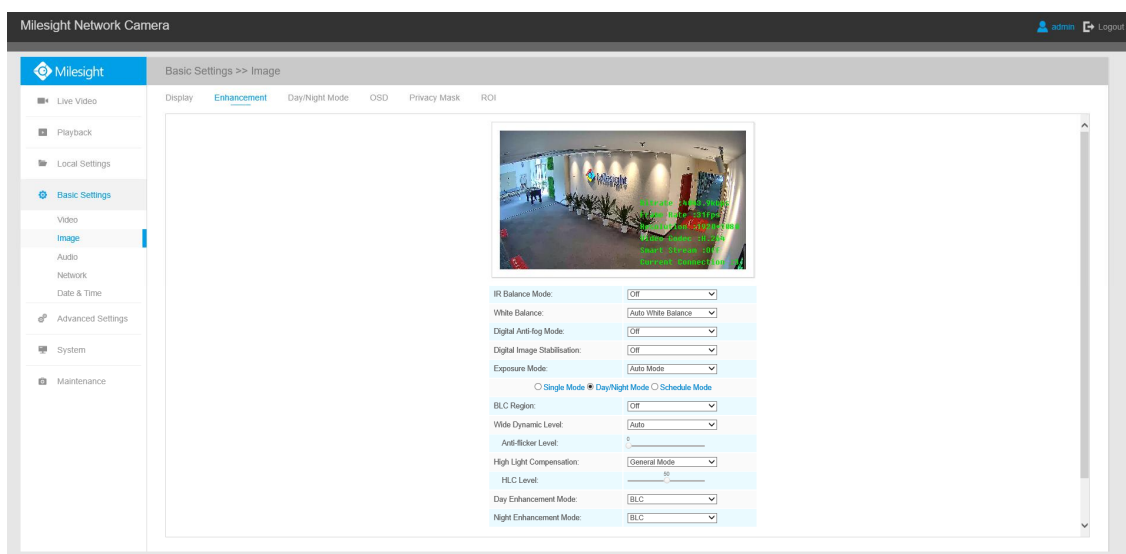 Milesight Network Camera
admin Logout
Milesight
Basic Settings >> Image
Live Video
Playback
Local Settings
Basic Settings
Video
Image
Audio
Network
Date & Time
Advanced Settings
System
Maintenance
Display Enhancement Day/Night Mode OSD Privacy Mask ROI
Milesight
Smart Stream
Current
IR Balance Mode: Off
White Balance: Auto White Balance
Digital Anti-fog Mode: Off
Digital Image Stabilisation: Off
Exposure Mode: Auto Mode
Single Mode Day/Night Mode Schedule Mode
BLC Region: Off
Wide Dynamic Level: Auto
Anti-flicker Level: 0
High Light Compensation: General Mode
HLC Level: 50
Day Enhancement Mode: BLC
Night Enhancement Mode: BLC